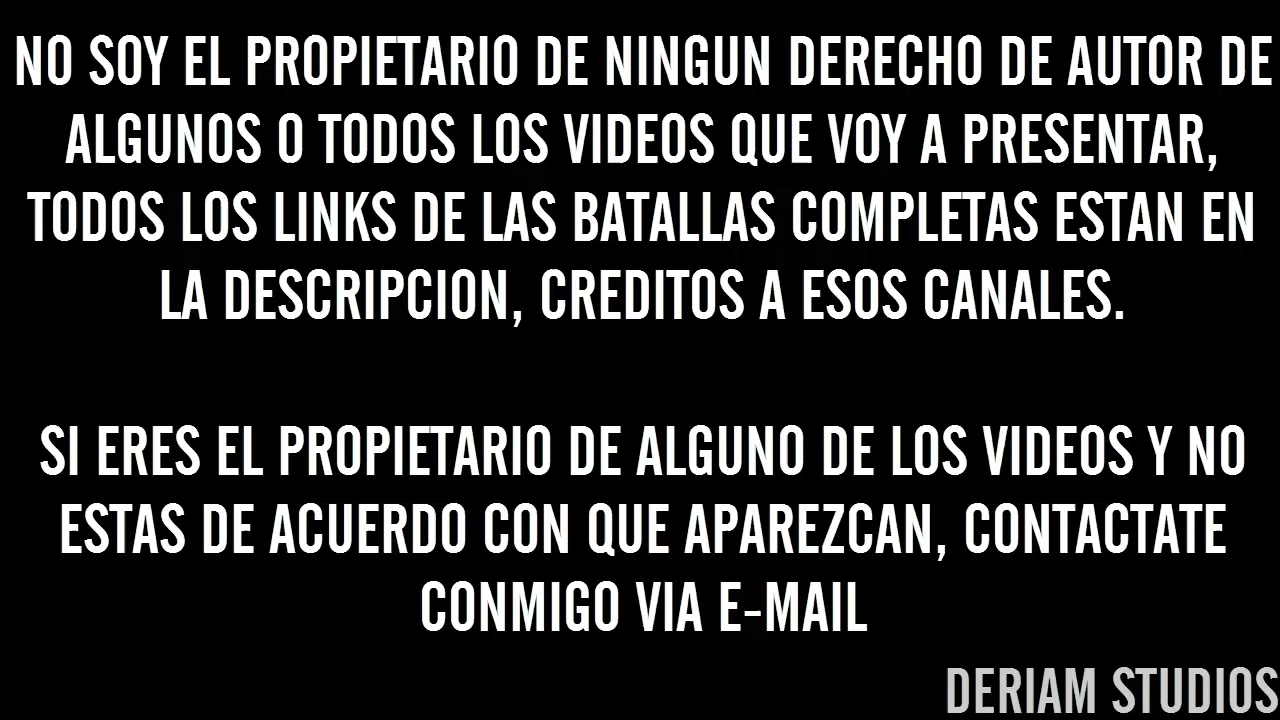 NO SOY EL PROPIETARIO DE NINGUN DERECHO DE AUTOR DE
ALGUNOS O TODOS LOS VIDEOS QUE VOY A PRESENTAR,
TODOS LOS LINKS DE LAS BATALLAS COMPLETAS ESTAN EN
LA DESCRIPCION, CREDITOS A ESOS CANALES.
SI ERES EL PROPIETARIO DE ALGUNO DE LOS VIDEOS Y NO
ESTAS DE ACUERDO CON QUE APAREZCAN, CONTACTATE
CONMIGO VIA E-MAIL
DERIAM STUDIOS